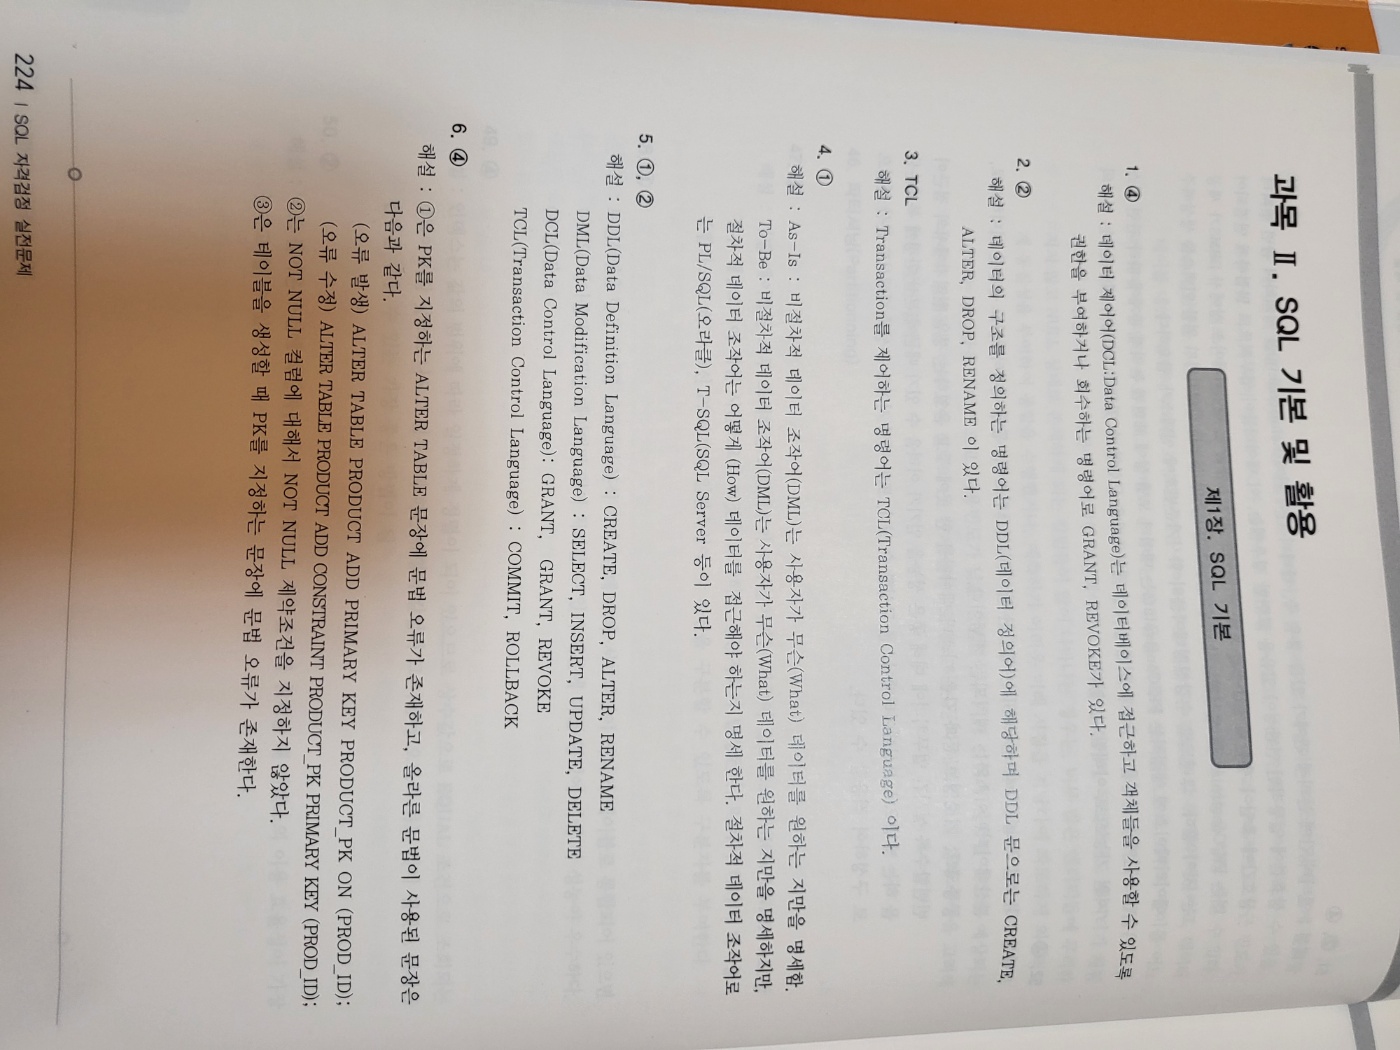 과목 Ⅱ. SQL 기본 및 활용
제1장. SQL 기본
1. ④
해설 : 데이터 제어어(DCL:Data Control Language)는 데이터베이스에 접근하고 객체들을 사용할 수 있도록
권한을 부여하거나 회수하는 명령어로 GRANT, REVOKE가 있다.
2. ②
해설 : 데이터의 구조를 정의하는 명령어는 DDL(데이터 정의어)에 해당하며 DDL 문으로는 CREATE,
ALTER, DROP, RENAME 이 있다.
3. TCL
해설 : Transaction를 제어하는 명령어는 TCL(Transaction Control Language) 이다.
4. ①
해설 : As-Is : 비절차적 데이터 조작어(DML)는 사용자가 무슨(What) 데이터를 원하는 지만을 명세함.
To-Be : 비절차적 데이터 조작어(DML)는 사용자가 무슨(What) 데이터를 원하는 지만을 명세하지만,
절차적 데이터 조작어는 어떻게 (How) 데이터를 접근해야 하는지 명세 한다. 절차적 데이터 조작어로
는 PL/SQL(오라클), T-SQL(SQL Server 등이 있다.
5. ①, ②
해설 : DDL(Data Definition Language) : CREATE, DROP, ALTER, RENAME
DML(Data Modification Language) : SELECT, INSERT, UPDATE, DELETE
DCL(Data Control Language): GRANT, GRANT, REVOKE
TCL(Transaction Control Language) : COMMIT, ROLLBACK
6. ④
해설 : ①은 PK를 지정하는 ALTER TABLE 문장에 문법 오류가 존재하고, 올라른 문법이 사용된 문장은
다음과 같다.
(오류 발생) ALTER TABLE PRODUCT ADD PRIMARY KEY PRODUCT_PK ON (PROD_ID);
(오류 수정) ALTER TABLE PRODUCT ADD CONSTRAINT PRODUCT_PK PRIMARY KEY (PROD_ID);
②는 NOT NULL 컬럼에 대해서 NOT NULL 제약조건을 지정하지 않았다.
③은 테이블을 생성할 때 PK를 지정하는 문장에 문법 오류가 존재한다.
224 | SQL 자격검정 실전문제